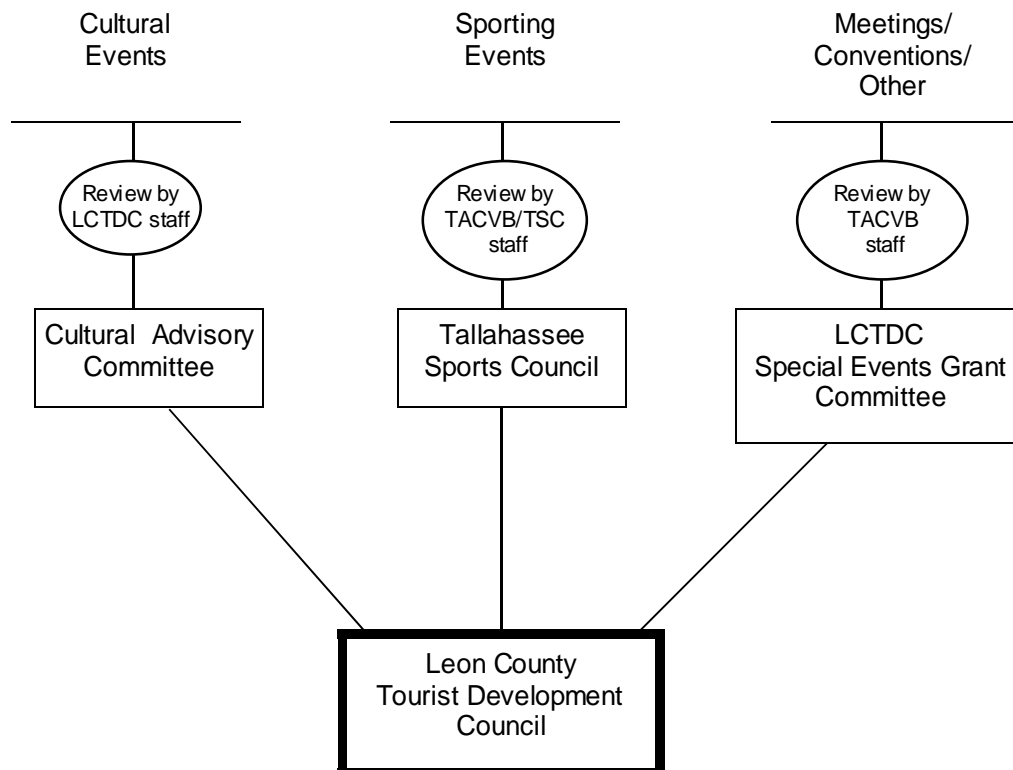 Cultural
Events
Sporting
Events
Meetings/
Conventions/
Other
Review by
LCTDC staff
Review by
TACVB/TSC
staff
Review by
TACVB
staff
Cultural Advisory
Committee
Tallahassee
Sports Council
LCTDC
Special Events Grant
Committee
Leon County
Tourist Development
Council